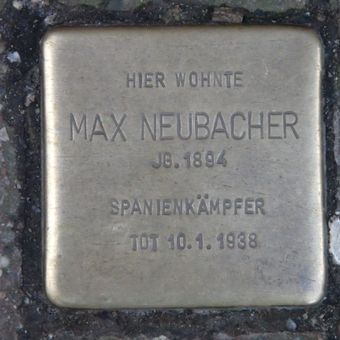 HIER WOHNTE
MAX NEUBACHER
JG. 1894
SPANIENKÄMPFER
TOT 10.1.1938